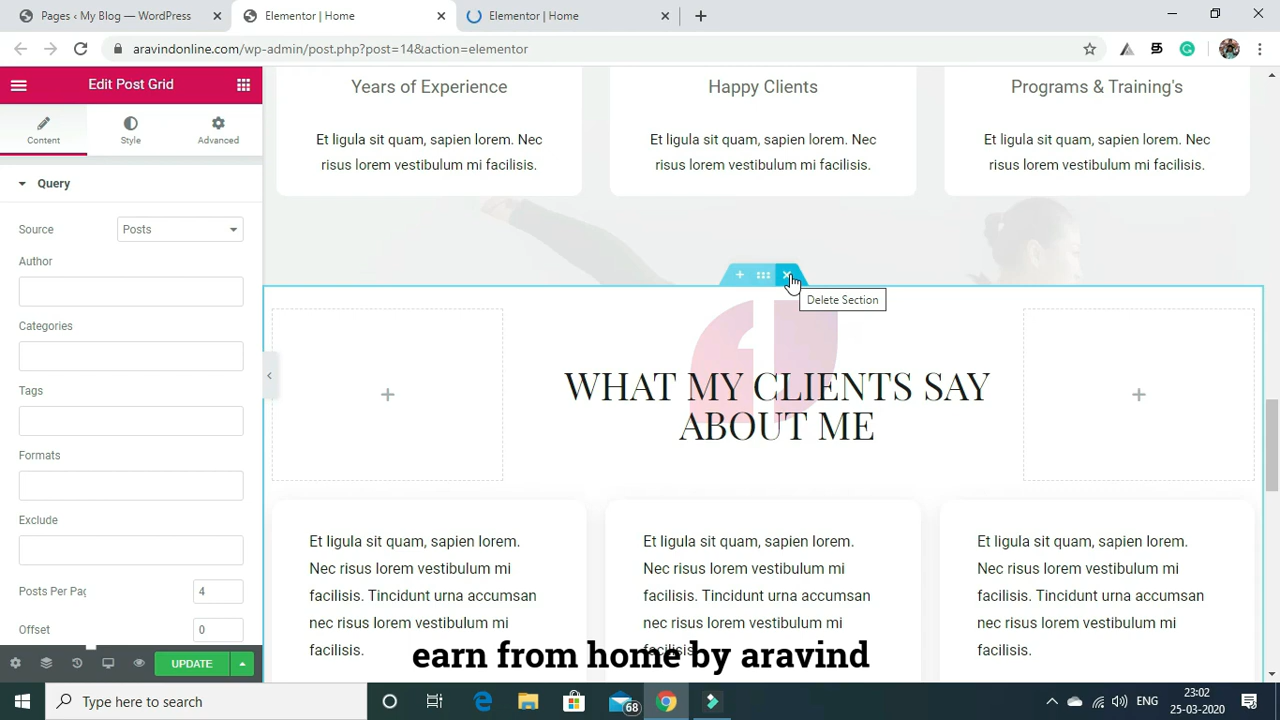 Pages ‹ My Blog — WordPress
Elementor | Home
Elementor | Home
aravindonline.com/wp-admin/post.php?post=14&action=elementor
Edit Post Grid
Content
Style
Advanced
Query
Source
Posts
Author
Categories
Tags
Formats
Exclude
Posts Per Pag
4
Offset
0
UPDATE
Years of Experience
Happy Clients
Programs & Training's
Et ligula sit quam, sapien lorem. Nec
risus lorem vestibulum mi facilisis.
Et ligula sit quam, sapien lorem. Nec
risus lorem vestibulum mi facilisis.
Et ligula sit quam, sapien lorem. Nec
risus lorem vestibulum mi facilisis.
Delete Section
WHAT MY CLIENTS SAY
ABOUT ME
Et ligula sit quam, sapien lorem.
Nec risus lorem vestibulum mi
facilisis. Tincidunt urna accumsan
nec risus lorem vestibulum mi
facilisis.
Et ligula sit quam, sapien lorem.
Nec risus lorem vestibulum mi
facilisis. Tincidunt urna accumsan
nec risus lorem vestibulum mi
facilisis.
Et ligula sit quam, sapien lorem.
Nec risus lorem vestibulum mi
facilisis. Tincidunt urna accumsan
nec risus lorem vestibulum mi
facilisis.
earn from home by aravind
Type here to search
68
ENG
23:02
25-03-2020